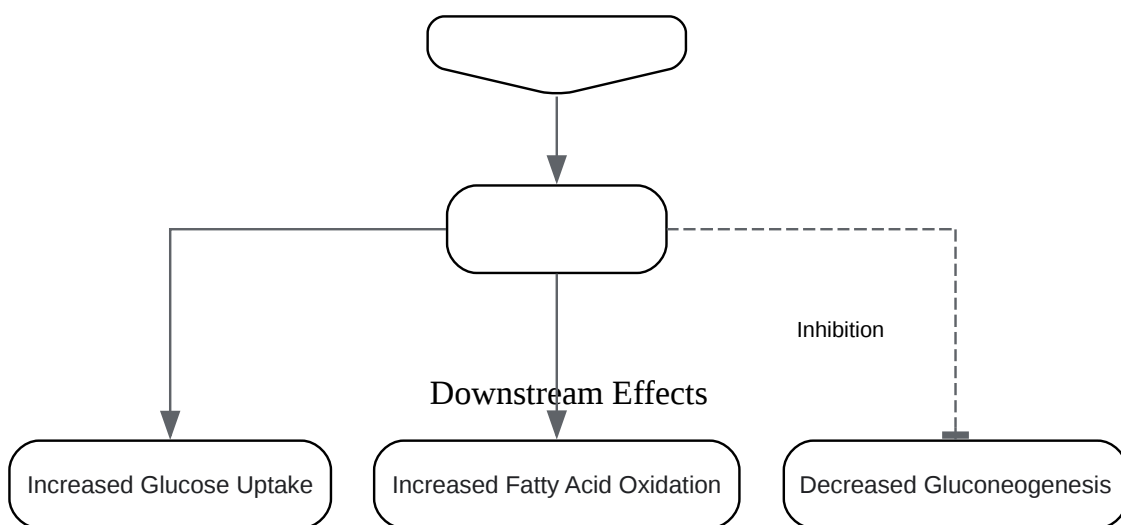 Inhibition
Downstream Effects
Increased Glucose Uptake
Increased Fatty Acid Oxidation
Decreased Gluconeogenesis